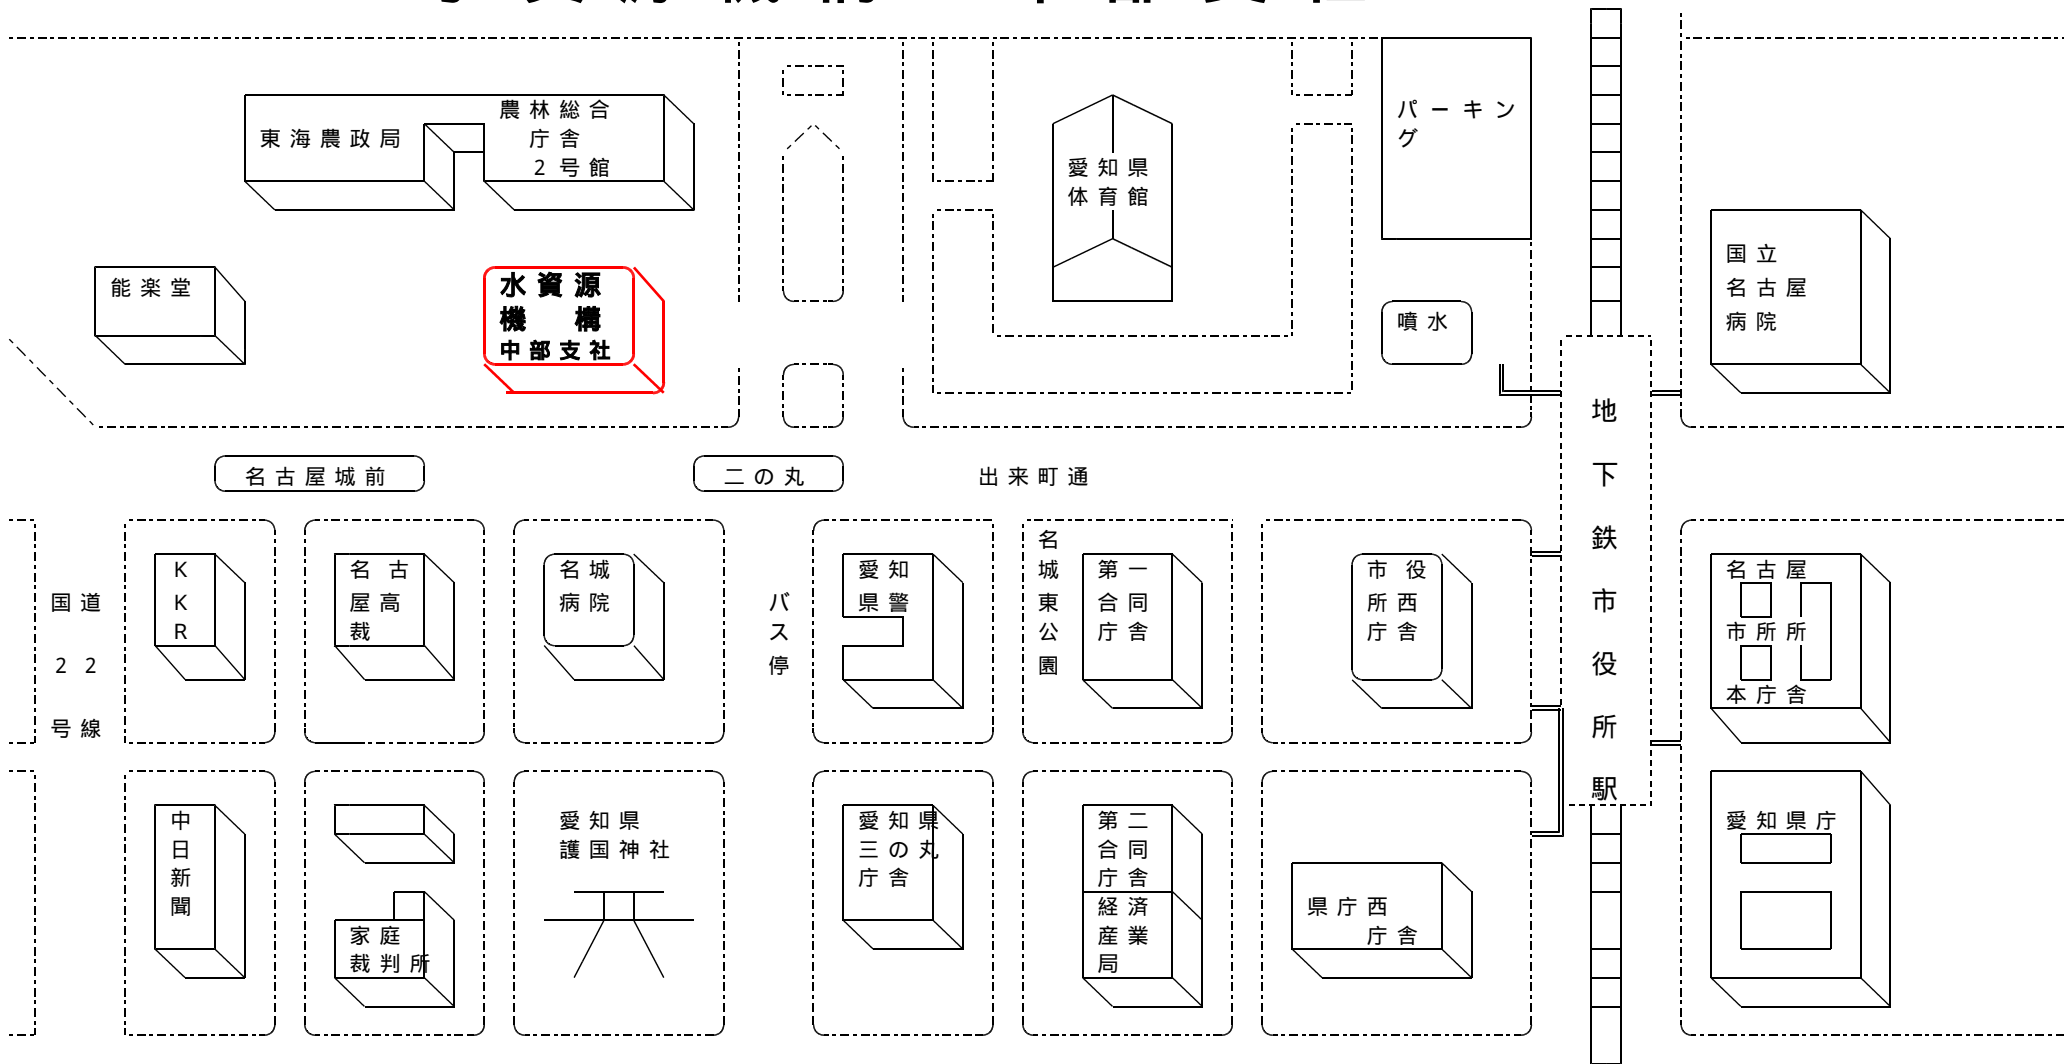 東海農政局
農林総合
庁舎
2号館
パーキン
グ
愛知県
体育館
国立
名古屋
病院
能楽堂
水資源
機構
中部支社
噴水
地下鉄市役所駅
名古屋城前
二の丸
出来町通
国道
22
号線
KKR
名古
屋高
裁
名城
病院
バス停
愛知
県警
名城東公園
第一
合同
庁舎
市役
所西
庁舎
名古屋
市所所
本庁舎
中日新聞
家庭
裁判所
愛知県
護国神社
愛知県
三の丸
庁舎
第二
合同
庁舎
経済
産業
局
県庁西
庁舎
愛知県庁